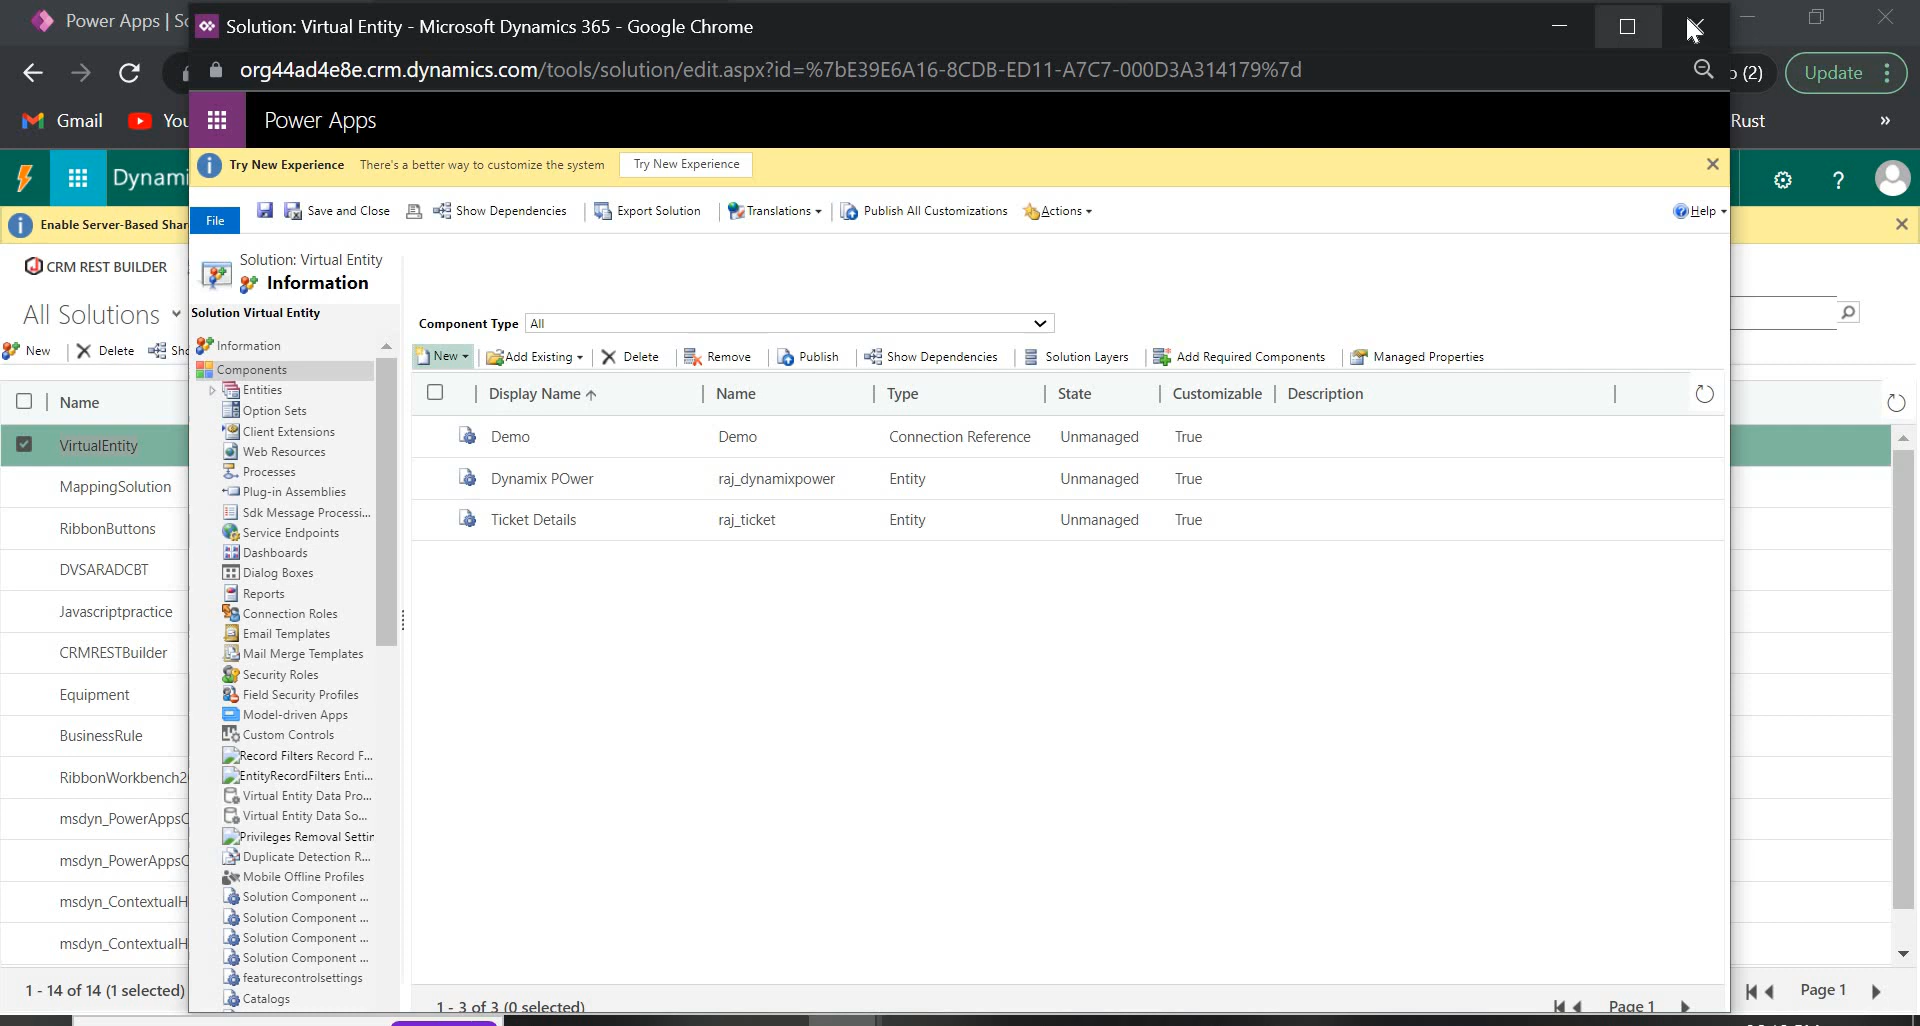 Power Apps | Sc
Solution: Virtual Entity - Microsoft Dynamics 365 - Google Chrome
org44ad4e8e.crm.dynamics.com/tools/solution/edit.aspx?id=%7bE39E6A16-8CDB-ED11-A7C7-000D3A314179%7d
(2)
Update
Gmail
You
Power Apps
Rust
»
Dynami
Try New Experience There's a better way to customize the system Try New Experience
Enable Server-Based Shar
File
Save and Close
Show Dependencies
Export Solution
Translations
Publish All Customizations
Actions
Help
CRM REST BUILDER
Solution: Virtual Entity
Information
All Solutions
Solution Virtual Entity
New
Delete
Sho
Component Type All
New
Add Existing
Delete
Remove
Publish
Show Dependencies
Solution Layers
Add Required Components
Managed Properties
Name
VirtualEntity
MappingSolution
RibbonButtons
DVSARADCBT
Javascriptpractice
CRMRESTBuilder
Equipment
BusinessRule
RibbonWorkbench2
msdyn_PowerAppsC
msdyn_PowerAppsC
msdyn_ContextualH
msdyn_ContextualH
1 - 14 of 14 (1 selected)
Information
Components
Entities
Option Sets
Client Extensions
Web Resources
Processes
Plug-in Assemblies
Sdk Message Processi...
Service Endpoints
Dashboards
Dialog Boxes
Reports
Connection Roles
Email Templates
Mail Merge Templates
Security Roles
Field Security Profiles
Model-driven Apps
Custom Controls
Record Filters Record F...
EntityRecordFilters Enti...
Virtual Entity Data Pro...
Virtual Entity Data So...
Privileges Removal Settin
Duplicate Detection R...
Mobile Offline Profiles
Solution Component ...
Solution Component ...
Solution Component ...
Solution Component ...
featurecontrolsettings
Catalogs
Display Name Name Type State Customizable Description
Demo Demo Connection Reference Unmanaged True
Dynamix POwer raj_dynamixpower Entity Unmanaged True
Ticket Details raj_ticket Entity Unmanaged True
1 - 3 of 3 (0 selected)
Page 1
Page 1